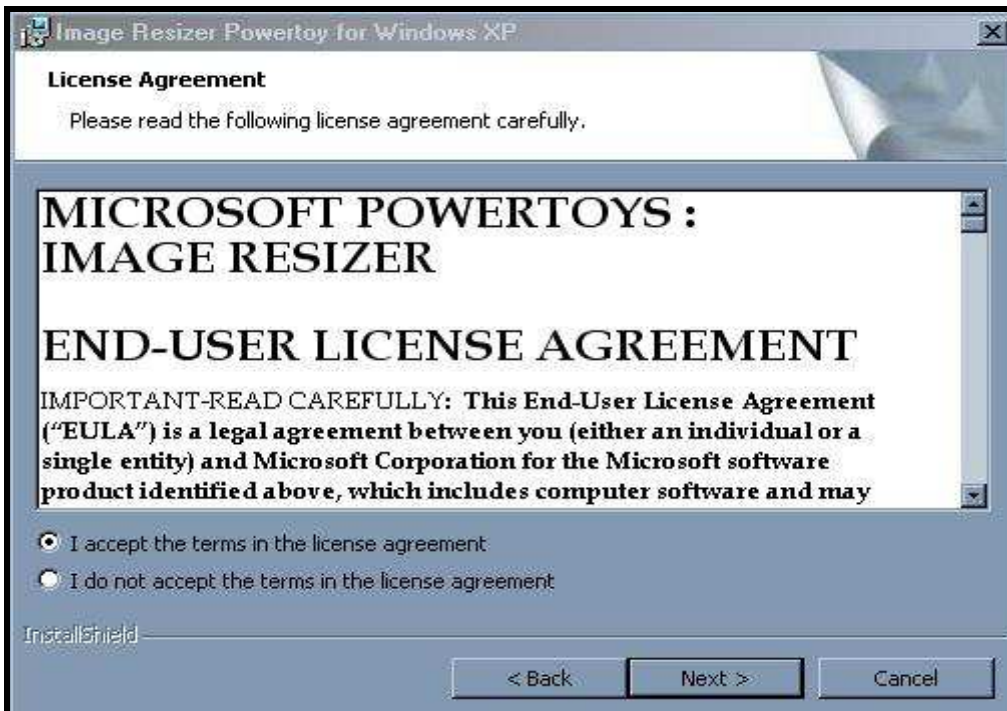 Image Resizer Powertoy for Windows XP
License Agreement
Please read the following license agreement carefully.
MICROSOFT POWERTOYS :
IMAGE RESIZER
END-USER LICENSE AGREEMENT
IMPORTANT-READ CAREFULLY: This End-User License Agreement
(“EULA”) is a legal agreement between you (either an individual or a
single entity) and Microsoft Corporation for the Microsoft software
product identified above, which includes computer software and may
I accept the terms in the license agreement
I do not accept the terms in the license agreement
InstallShield
< Back Next > Cancel